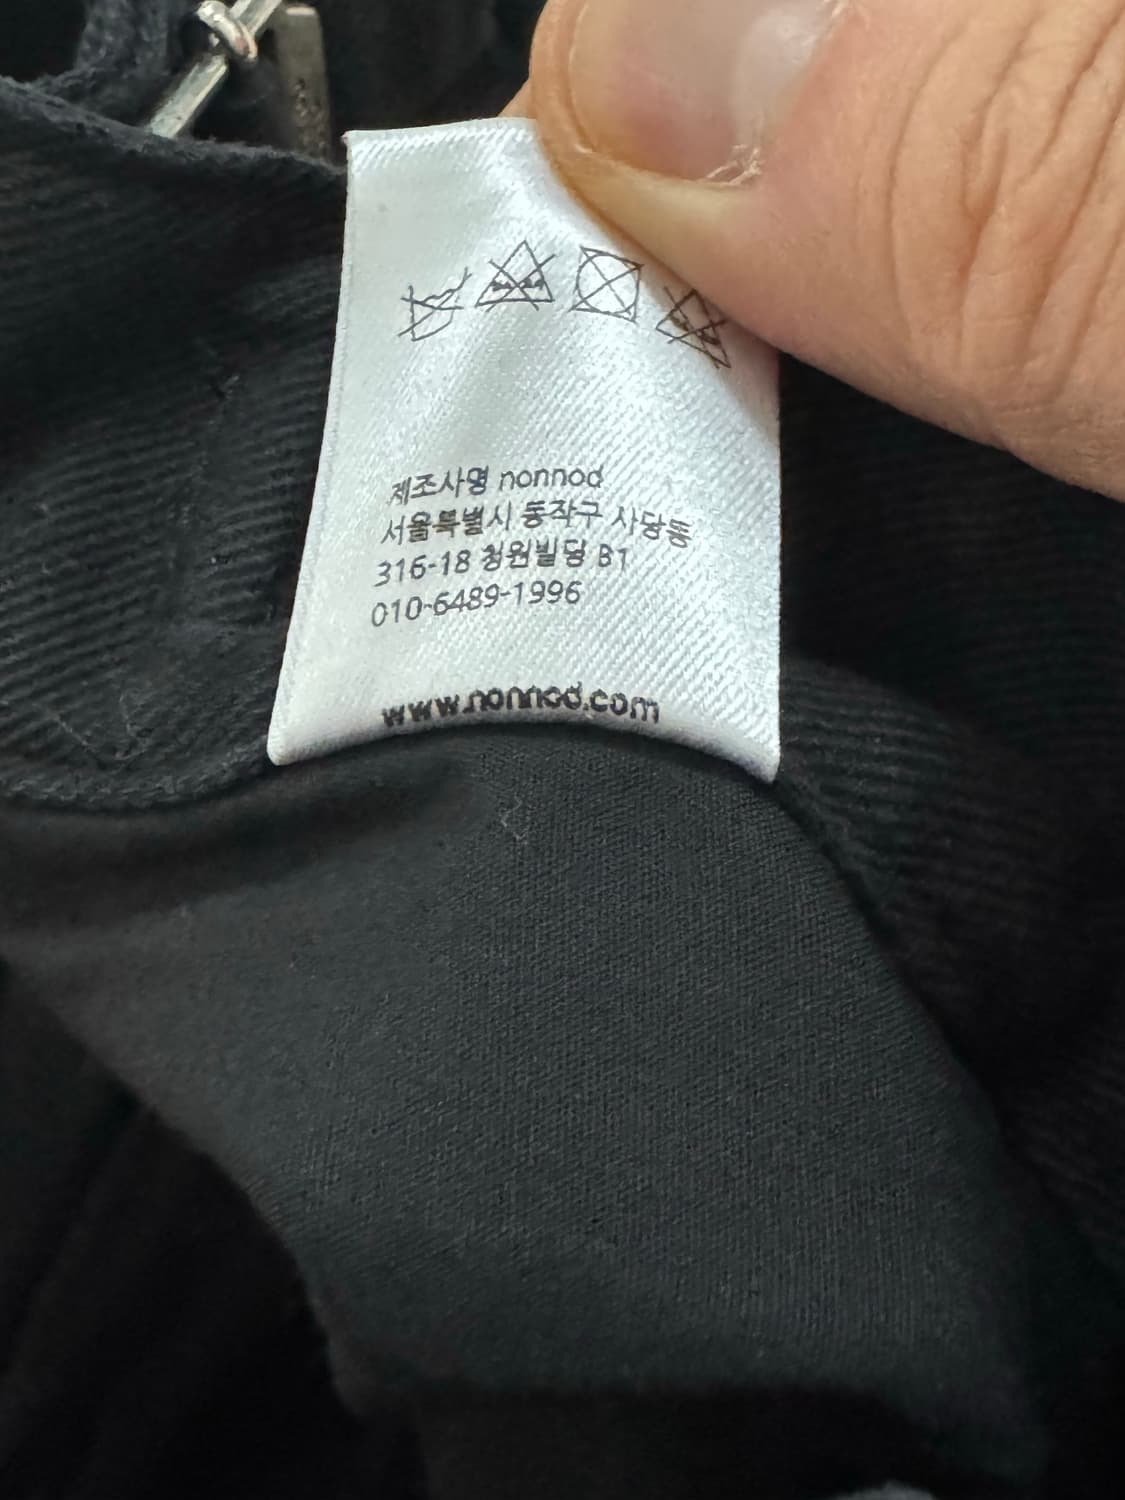 제조사명 nonnod
서울특별시 동작구 사당동
316-18 청원빌딩 B1
010-6489-1996
www.nonnod.com